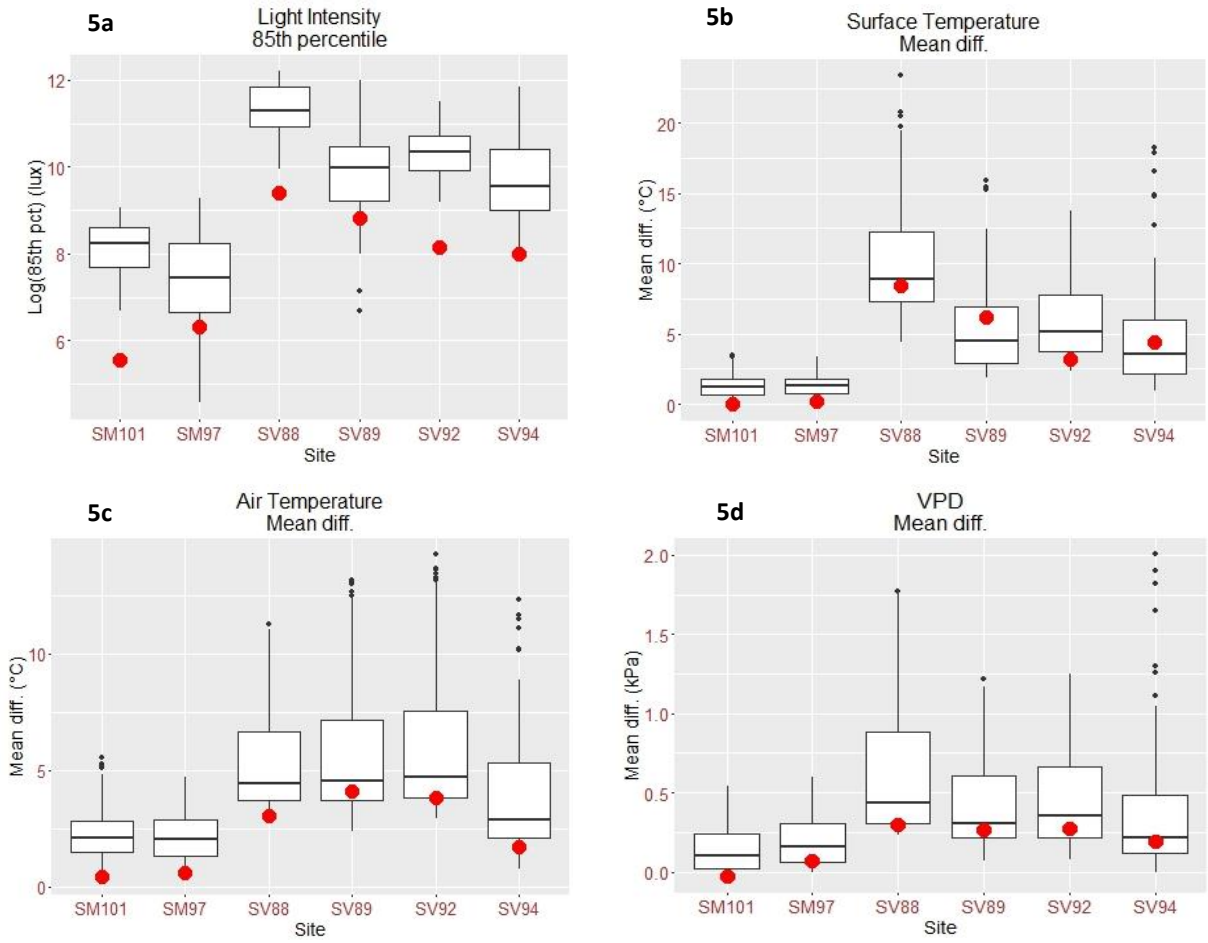 5a
Light Intensity
85th percentile
Log(85th pct) (lux)
12
10
8
6
SM101 SM97 SV88 SV89 SV92 SV94
Site
5b
Surface Temperature
Mean diff.
Mean diff. (°C)
20
15
10
5
0
SM101 SM97 SV88 SV89 SV92 SV94
Site
5c
Air Temperature
Mean diff.
Mean diff. (°C)
10
5
0
SM101 SM97 SV88 SV89 SV92 SV94
Site
5d
VPD
Mean diff.
Mean diff. (kPa)
2.0
1.5
1.0
0.5
0.0
SM101 SM97 SV88 SV89 SV92 SV94
Site